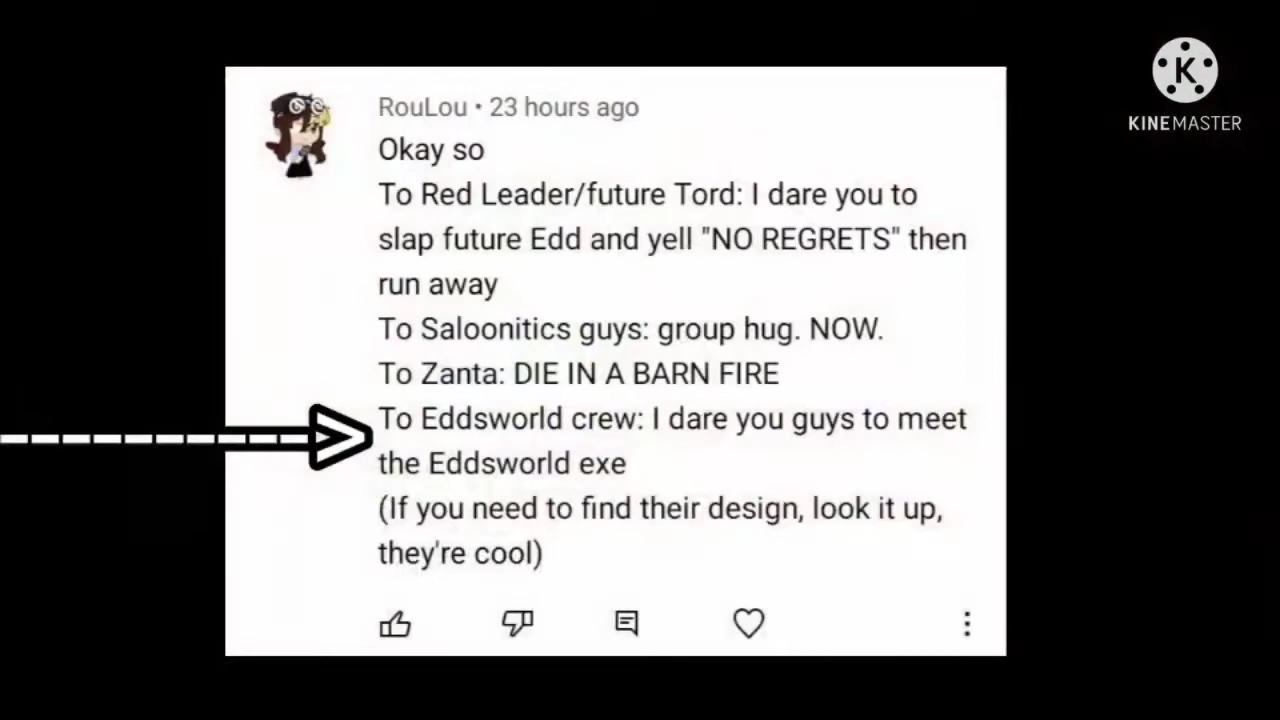 RouLou • 23 hours ago
Okay so
To Red Leader/future Tord: I dare you to
slap future Edd and yell "NO REGRETS" then
run away
To Saloonitics guys: group hug. NOW.
To Zanta: DIE IN A BARN FIRE
To Eddsworld crew: I dare you guys to meet
the Eddsworld exe
(If you need to find their design, look it up,
they're cool)
K
KINEMASTER